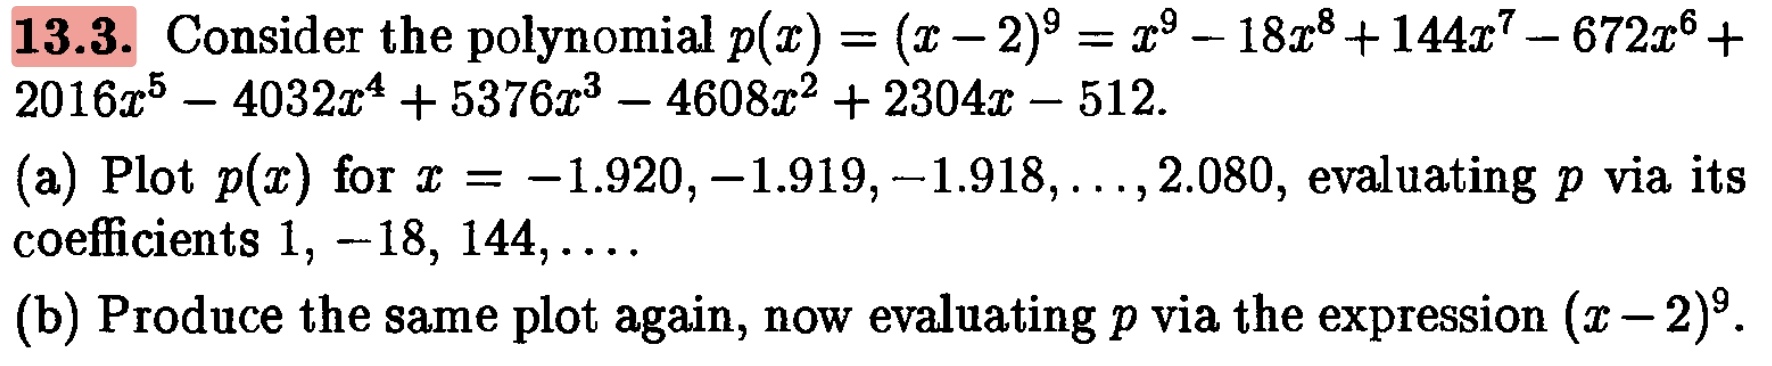 13.3. Consider the polynomial p(x) = (x − 2)⁹ = x⁹ − 18x⁸ + 144x⁷ − 672x⁶ +
2016x⁵ − 4032x⁴ + 5376x³ − 4608x² + 2304x − 512.
(a) Plot p(x) for x = −1.920, −1.919, −1.918, . . . , 2.080, evaluating p via its
coefficients 1, −18, 144, . . . .
(b) Produce the same plot again, now evaluating p via the expression (x − 2)⁹.